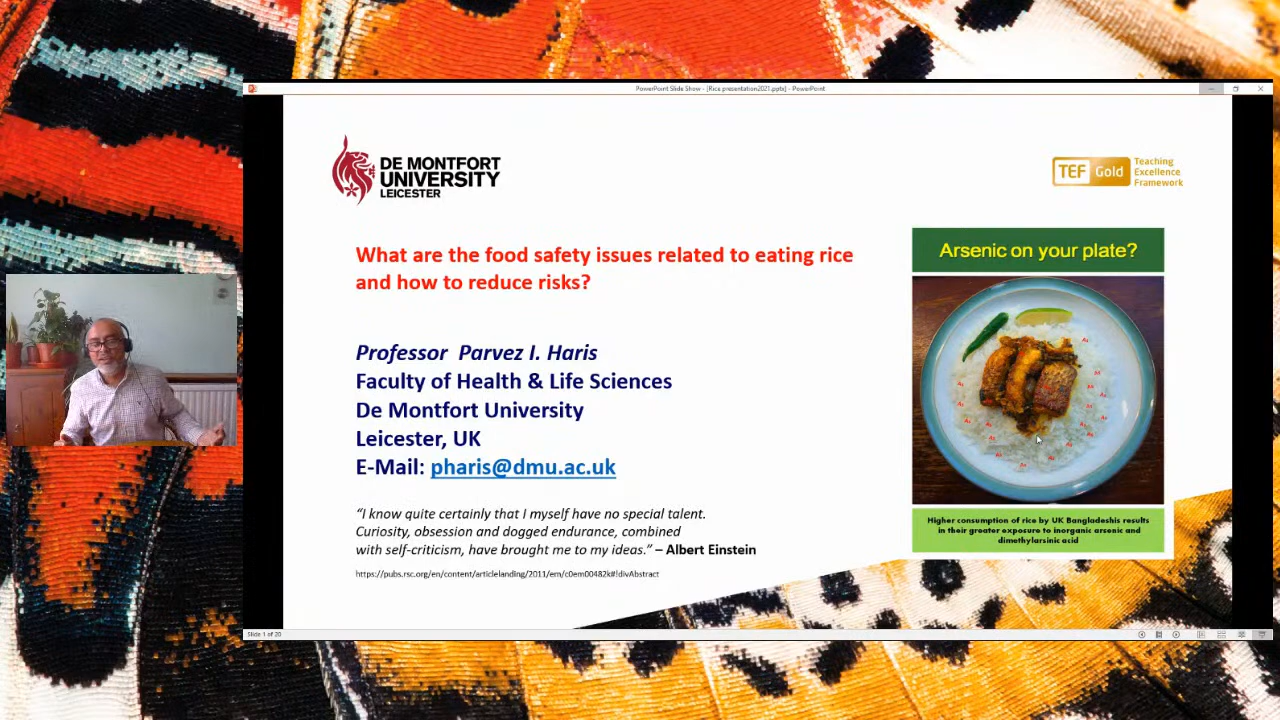 PowerPoint Slide Show - [Rice presentation2021.pptx] - PowerPoint
DE MONTFORT
UNIVERSITY
LEICESTER
TEF Gold
Teaching
Excellence
Framework
What are the food safety issues related to eating rice
and how to reduce risks?
Arsenic on your plate?
Professor Parvez I. Haris
Faculty of Health & Life Sciences
De Montfort University
Leicester, UK
E-Mail: pharis@dmu.ac.uk
“I know quite certainly that I myself have no special talent.
Curiosity, obsession and dogged endurance, combined
with self-criticism, have brought me to my ideas.” – Albert Einstein
https://pubs.rsc.org/en/content/articlelanding/2011/em/c0em00482k#!divAbstract
Higher consumption of rice by UK Bangladeshis results
in their greater exposure to inorganic arsenic and
dimethylarsinic acid
Slide 1 of 20